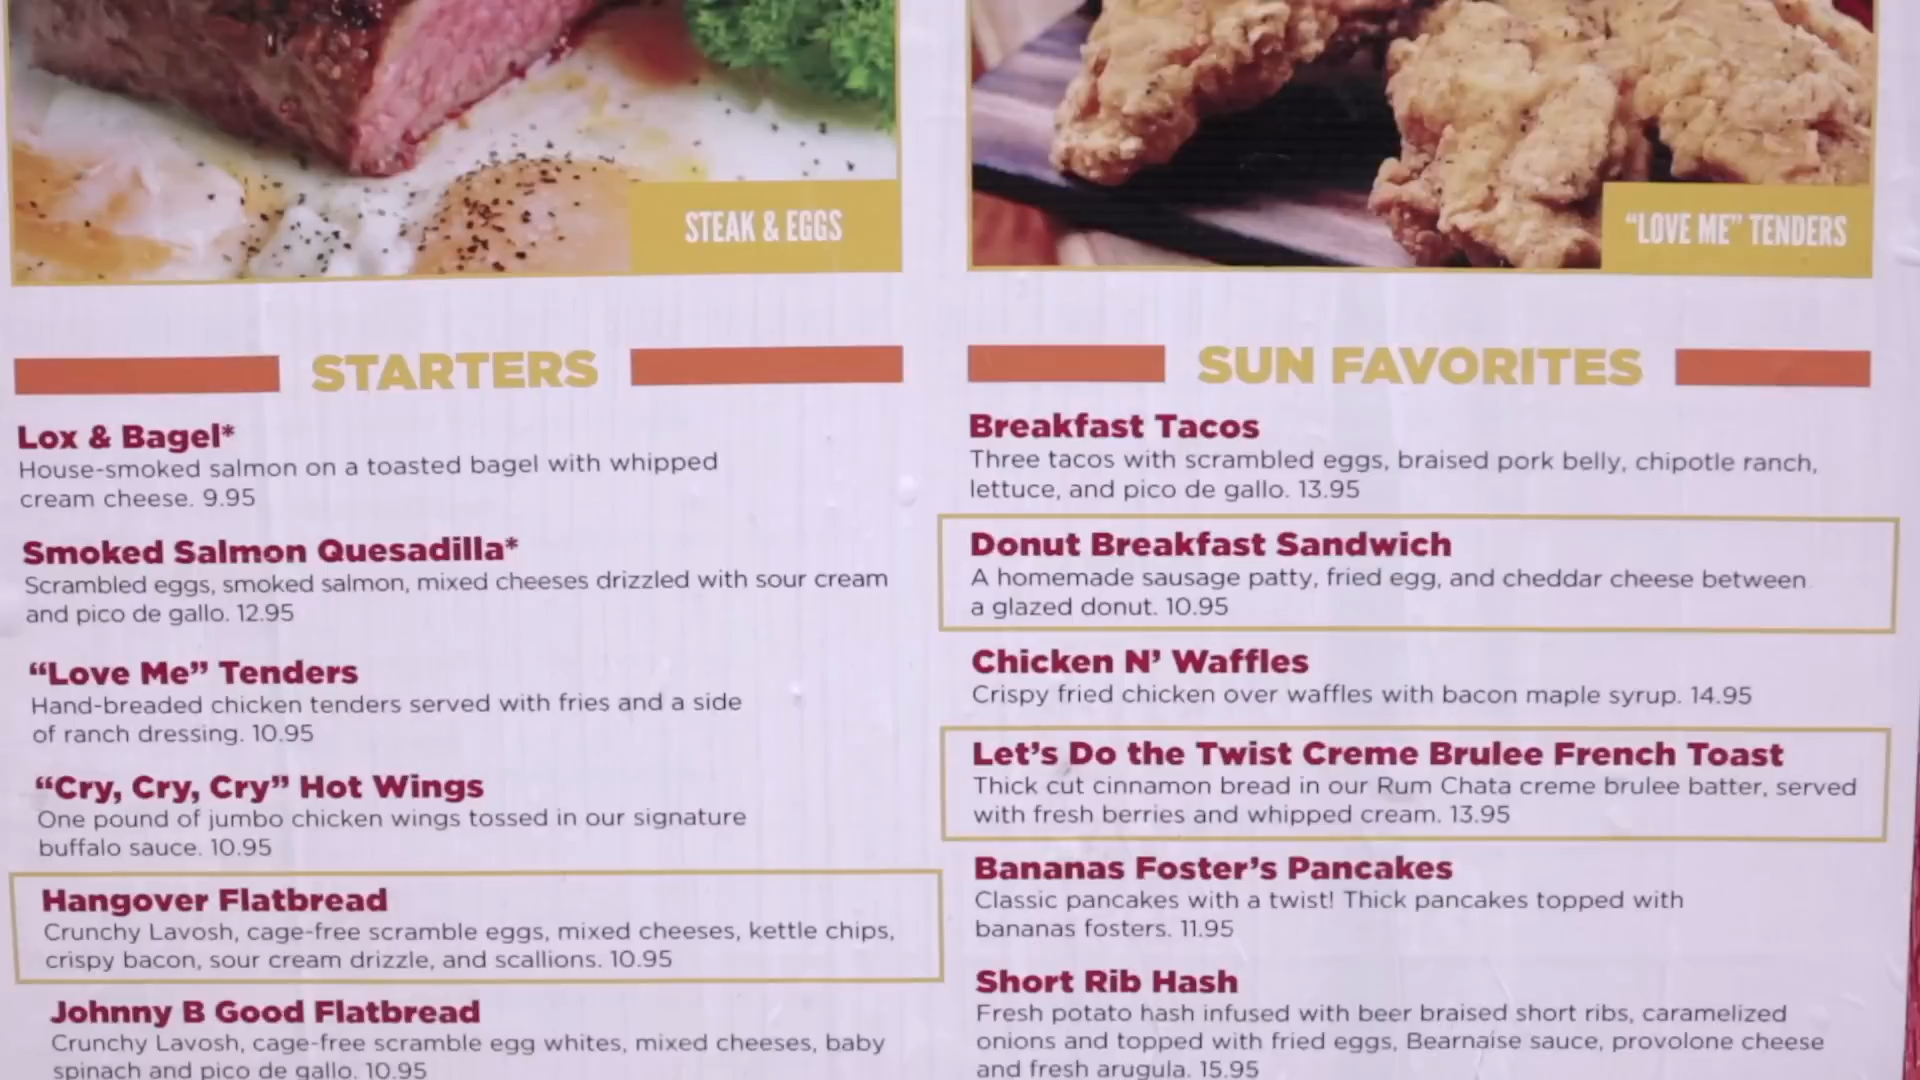 STEAK & EGGS
“LOVE ME” TENDERS
STARTERS
Lox & Bagel*
House-smoked salmon on a toasted bagel with whipped
cream cheese. 9.95
Smoked Salmon Quesadilla*
Scrambled eggs, smoked salmon, mixed cheeses drizzled with sour cream
and pico de gallo. 12.95
“Love Me” Tenders
Hand-breaded chicken tenders served with fries and a side
of ranch dressing. 10.95
“Cry, Cry, Cry” Hot Wings
One pound of jumbo chicken wings tossed in our signature
buffalo sauce. 10.95
Hangover Flatbread
Crunchy Lavosh, cage-free scramble eggs, mixed cheeses, kettle chips,
crispy bacon, sour cream drizzle, and scallions. 10.95
Johnny B Good Flatbread
Crunchy Lavosh, cage-free scramble egg whites, mixed cheeses, baby
spinach and pico de gallo. 10.95
SUN FAVORITES
Breakfast Tacos
Three tacos with scrambled eggs, braised pork belly, chipotle ranch,
lettuce, and pico de gallo. 13.95
Donut Breakfast Sandwich
A homemade sausage patty, fried egg, and cheddar cheese between
a glazed donut. 10.95
Chicken N’ Waffles
Crispy fried chicken over waffles with bacon maple syrup. 14.95
Let’s Do the Twist Creme Brulee French Toast
Thick cut cinnamon bread in our Rum Chata creme brulee batter, served
with fresh berries and whipped cream. 13.95
Bananas Foster’s Pancakes
Classic pancakes with a twist! Thick pancakes topped with
bananas fosters. 11.95
Short Rib Hash
Fresh potato hash infused with beer braised short ribs, caramelized
onions and topped with fried eggs, Bearnaise sauce, provolone cheese
and fresh arugula. 15.95